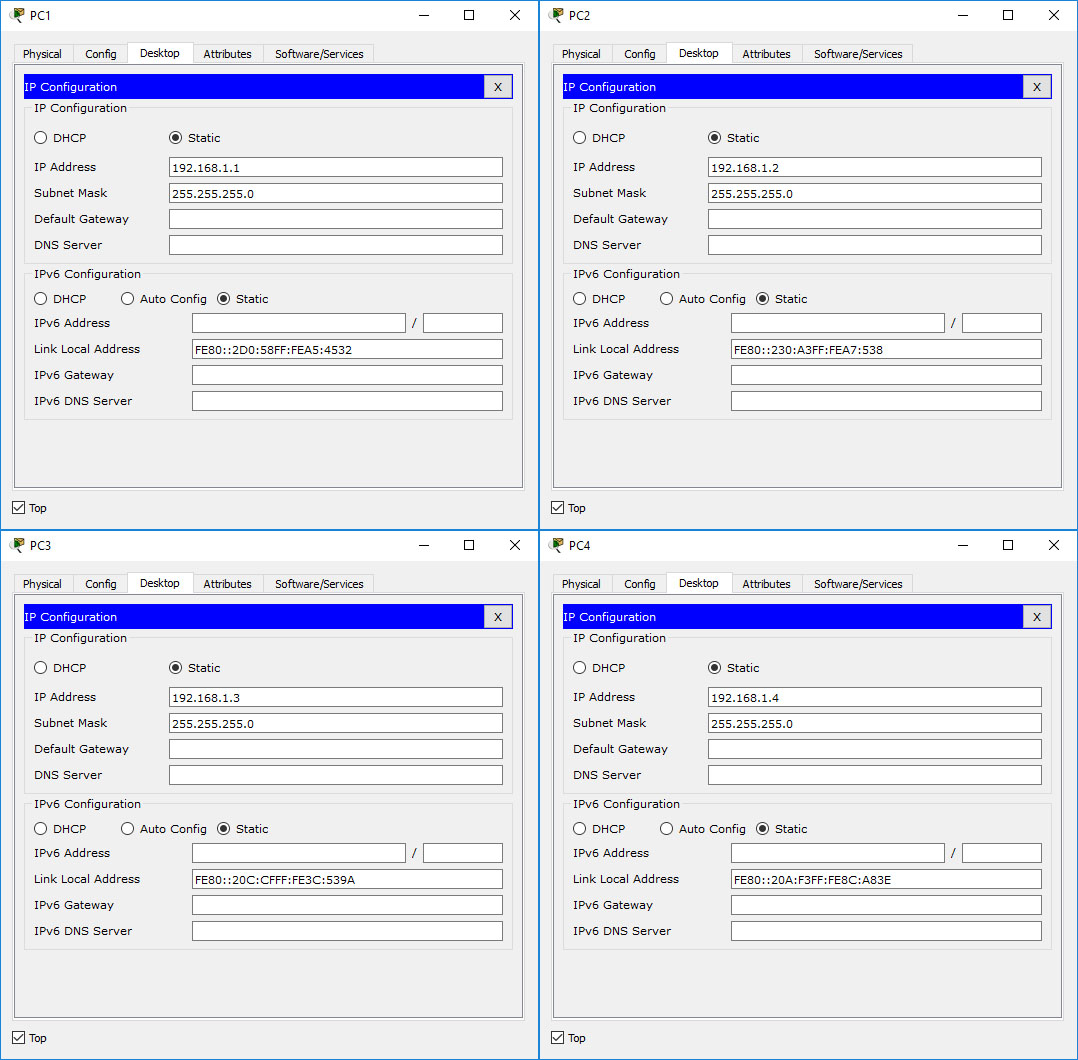 PC1
Physical Config Desktop Attributes Software/Services
IP Configuration X
IP Configuration
DHCP Static
IP Address 192.168.1.1
Subnet Mask 255.255.255.0
Default Gateway
DNS Server
IPv6 Configuration
DHCP Auto Config Static
IPv6 Address /
Link Local Address FE80::2D0:58FF:FEA5:4532
IPv6 Gateway
IPv6 DNS Server
Top
PC2
Physical Config Desktop Attributes Software/Services
IP Configuration X
IP Configuration
DHCP Static
IP Address 192.168.1.2
Subnet Mask 255.255.255.0
Default Gateway
DNS Server
IPv6 Configuration
DHCP Auto Config Static
IPv6 Address /
Link Local Address FE80::230:A3FF:FEA7:538
IPv6 Gateway
IPv6 DNS Server
Top
PC3
Physical Config Desktop Attributes Software/Services
IP Configuration X
IP Configuration
DHCP Static
IP Address 192.168.1.3
Subnet Mask 255.255.255.0
Default Gateway
DNS Server
IPv6 Configuration
DHCP Auto Config Static
IPv6 Address /
Link Local Address FE80::20C:CFFF:FE3C:539A
IPv6 Gateway
IPv6 DNS Server
Top
PC4
Physical Config Desktop Attributes Software/Services
IP Configuration X
IP Configuration
DHCP Static
IP Address 192.168.1.4
Subnet Mask 255.255.255.0
Default Gateway
DNS Server
IPv6 Configuration
DHCP Auto Config Static
IPv6 Address /
Link Local Address FE80::20A:F3FF:FE8C:A83E
IPv6 Gateway
IPv6 DNS Server
Top